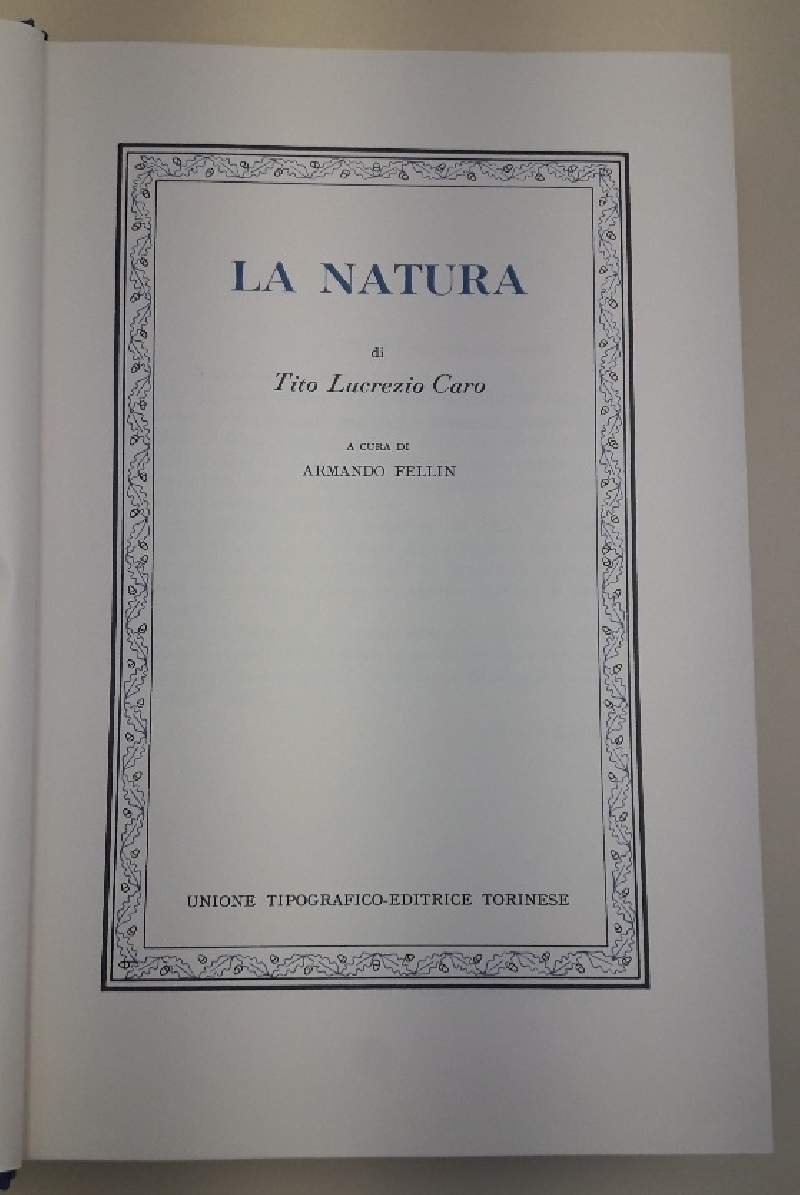 LA NATURA
di
Tito Lucrezio Caro
A CURA DI
ARMANDO FELLIN
UNIONE TIPOGRAFICO-EDITRICE TORINESE